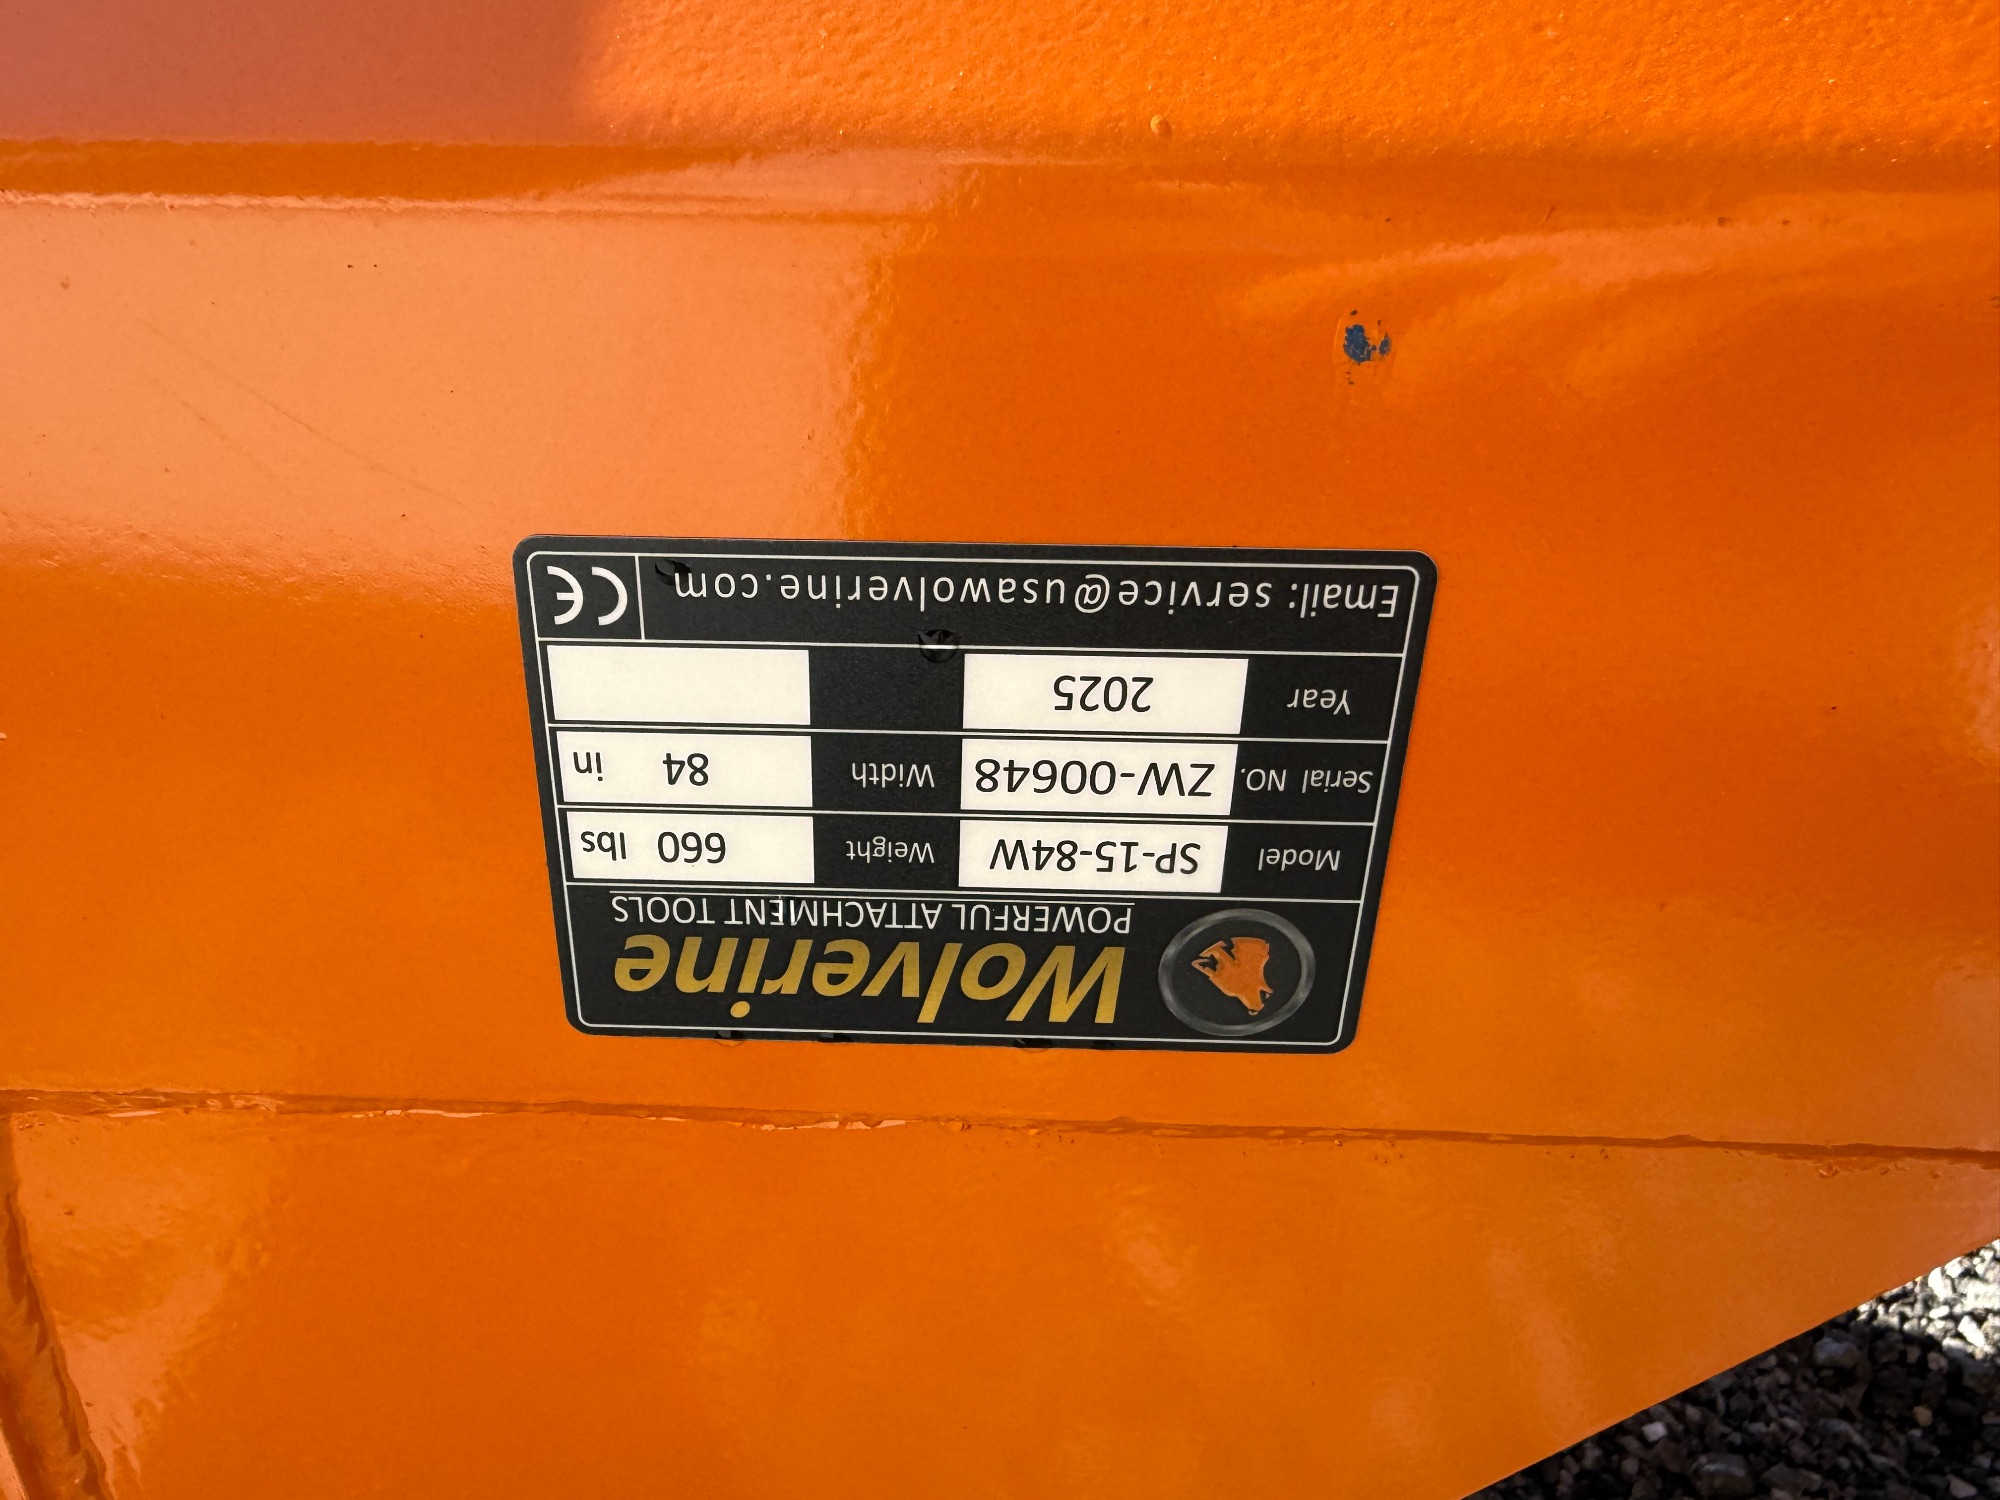 Wolverine
POWERFUL ATTACHMENT TOOLS
Model SP-15-84W Weight 660 lbs
Serial NO. ZW-00648 Width 84 in
Year 2025
Email: service@usawolverine.com CE